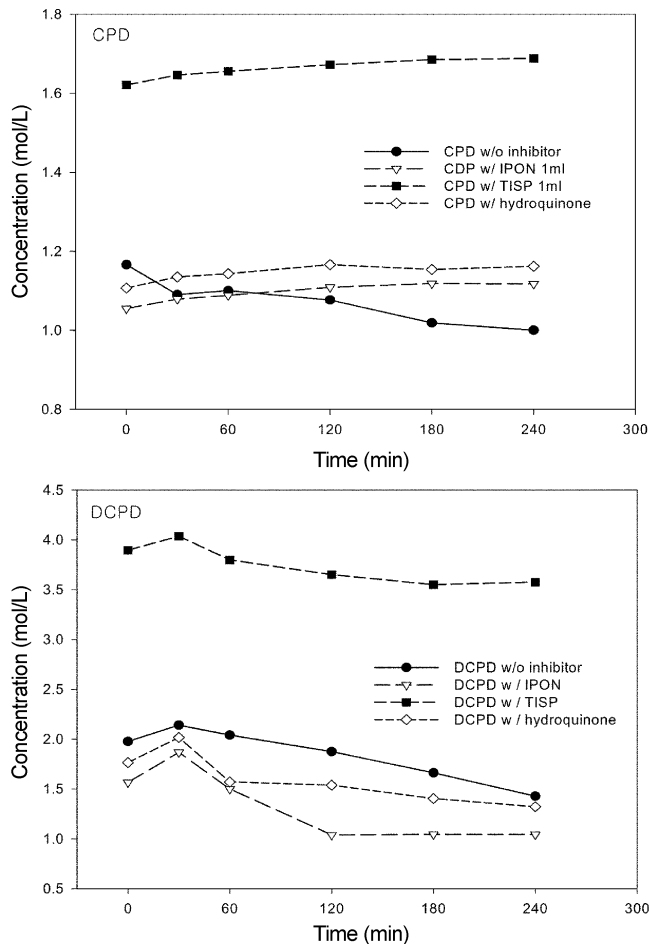 CPD
1.8
1.6
1.4
1.2
1.0
0.8
Concentration (mol/L)
CPD w/o inhibitor
CDP w/ IPON 1ml
CPD w/ TISP 1ml
CPD w/ hydroquinone
0 60 120 180 240 300
Time (min)
DCPD
4.5
4.0
3.5
3.0
2.5
2.0
1.5
1.0
0.5
Concentration (mol/L)
DCPD w/o inhibitor
DCPD w / IPON
DCPD w / TISP
DCPD w / hydroquinone
0 60 120 180 240 300
Time (min)